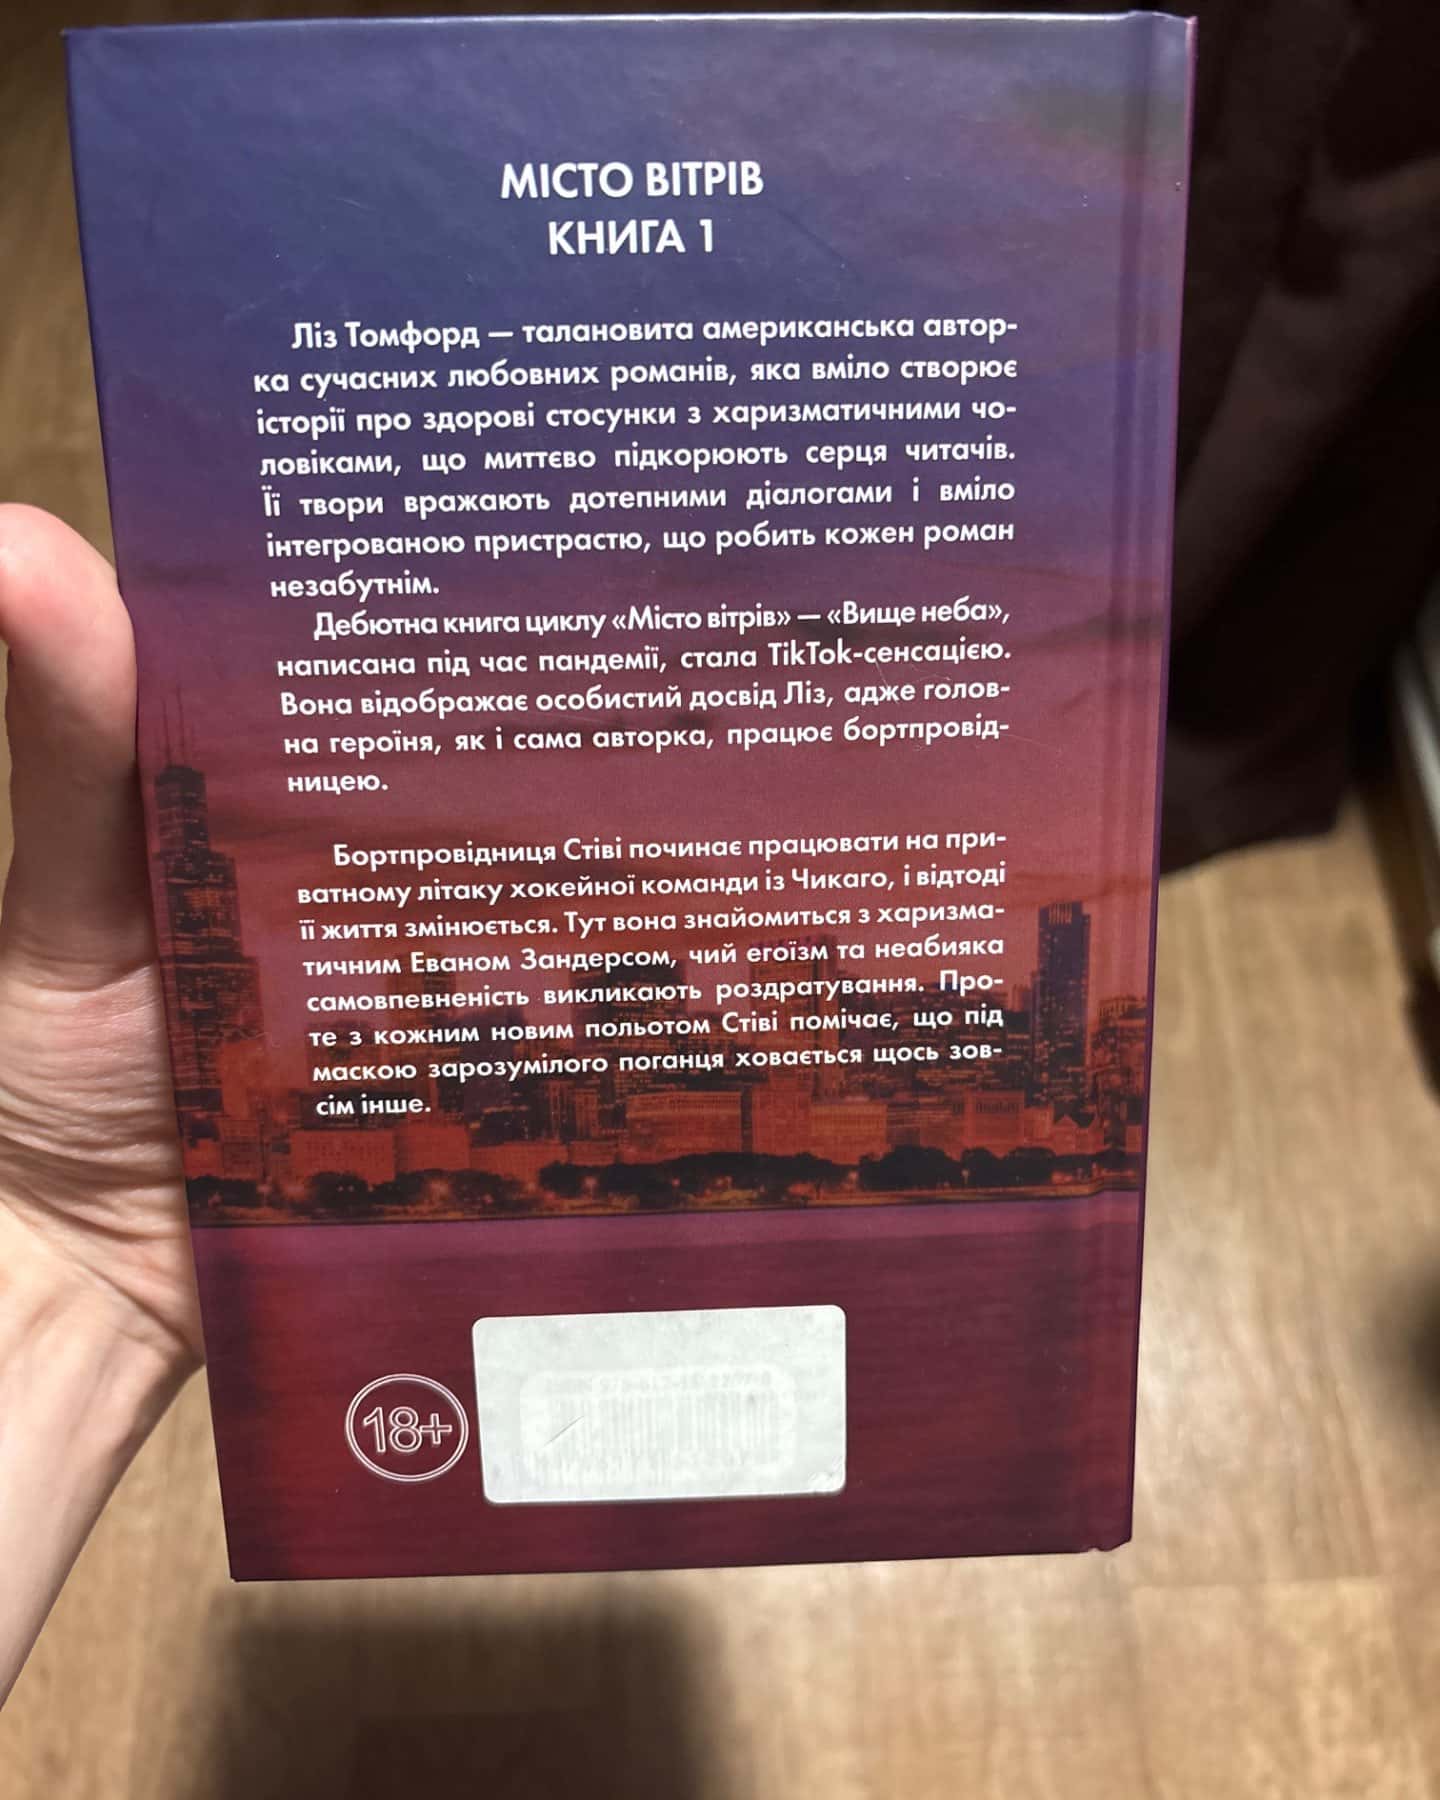 МІСТО ВІТРІВ
КНИГА 1
Ліз Томфорд — талановита американська автор-
ка сучасних любовних романів, яка вміло створює
історії про здорові стосунки з харизматичними чо-
ловіками, що миттєво підкорюють серця читачів.
Її твори вражають дотепними діалогами і вміло
інтегрованою пристрастю, що робить кожен роман
незабутнім.
Дебютна книга циклу «Місто вітрів» — «Вище неба»,
написана під час пандемії, стала TikTok-сенсацією.
Вона відображає особистий досвід Ліз, адже голов-
на героїня, як і сама авторка, працює бортпровід-
ницею.
Бортпровідниця Стіві починає працювати на при-
ватному літаку хокейної команди із Чикаго, і відтоді
її життя змінюється. Тут вона знайомиться з харизма-
тичним Еваном Зандерсом, чий егоїзм та неабияка
самовпевненість викликають роздратування. Про-
те з кожним новим польотом Стіві помічає, що під
маскою зарозумілого поганця ховається щось зов-
сім інше.
18+